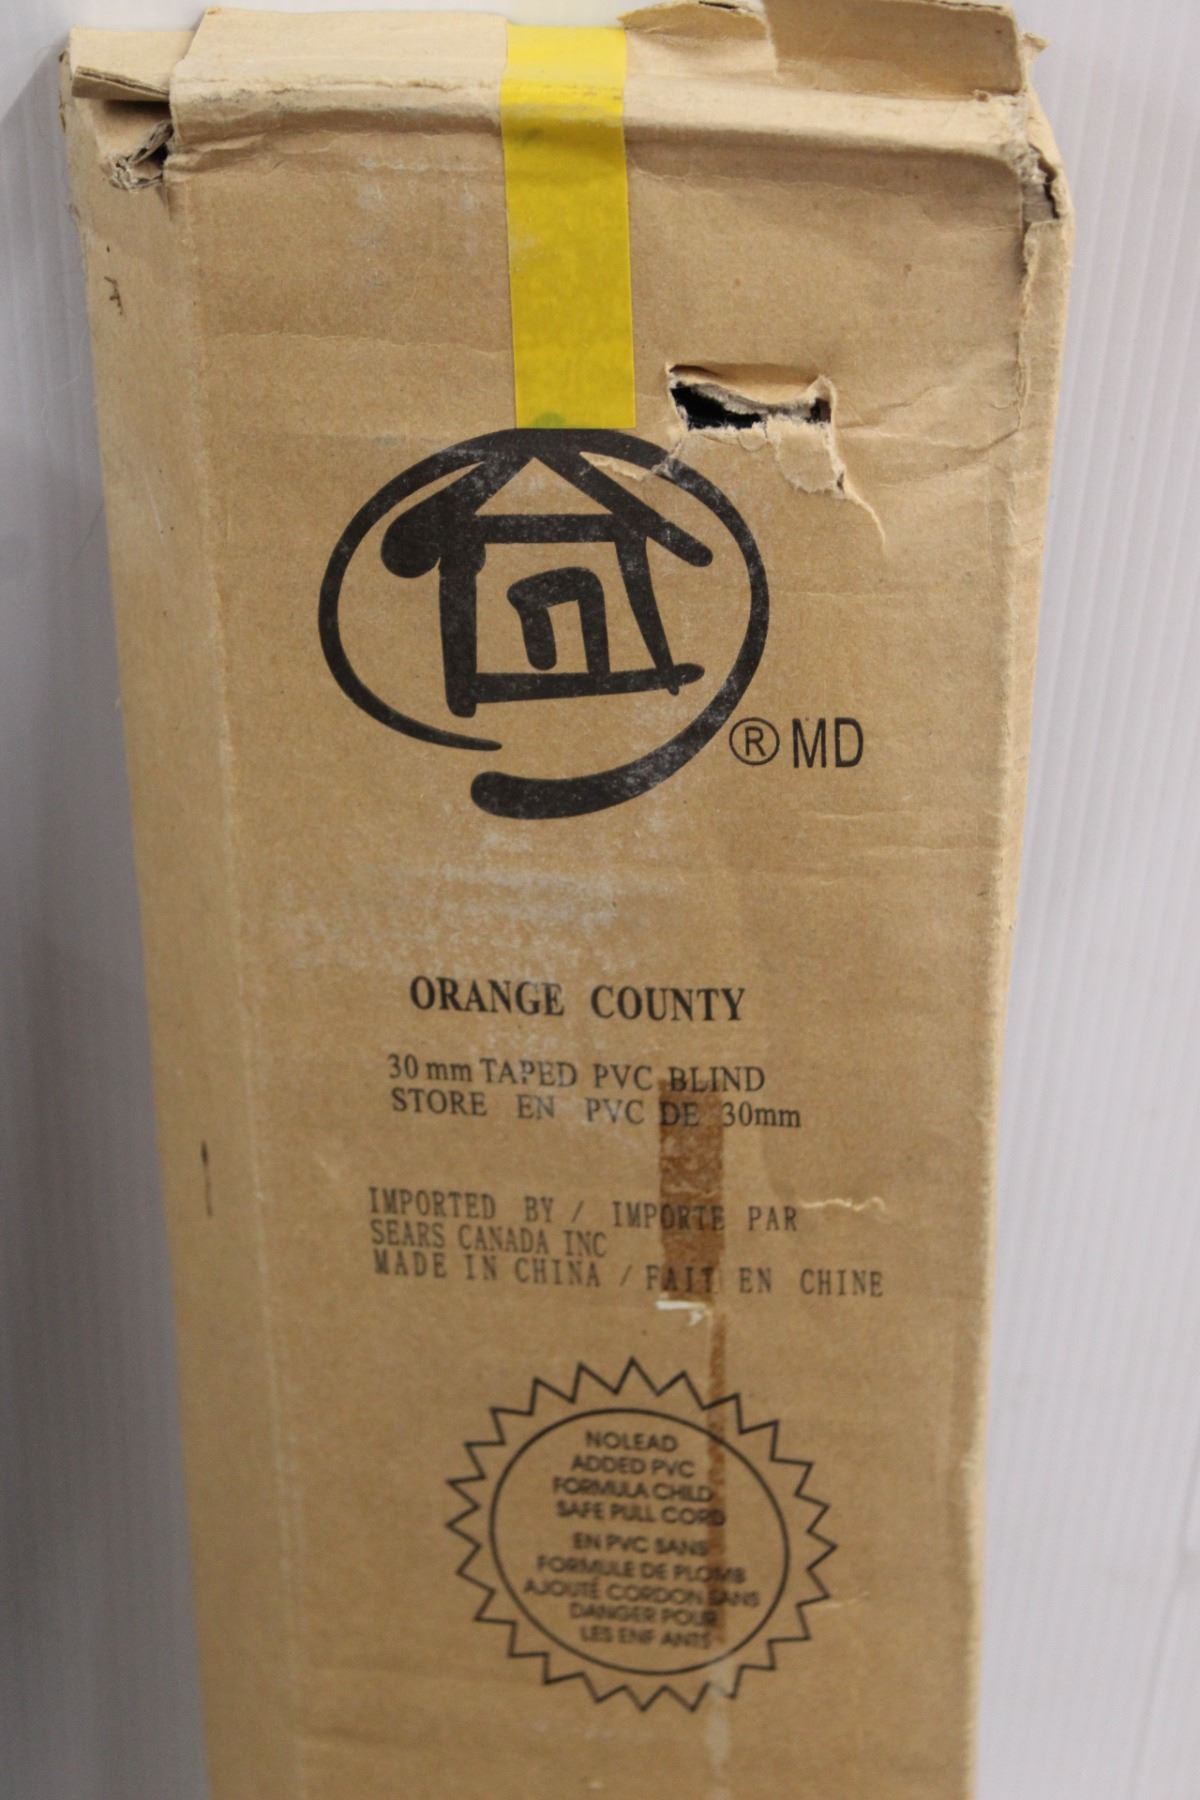 ® MD
ORANGE COUNTY
30 mm TAPED PVC BLIND
STORE EN PVC DE 30mm
IMPORTED BY / IMPORTE PAR
SEARS CANADA INC
MADE IN CHINA / FAIT EN CHINE
NOLEAD
ADDED PVC
FORMULA CHILD
SAFE PULL CORD
EN PVC SANS
FORMULE DE PLOMB
AJOUTÉ CORDON SANS
DANGER POUR
LES ENF ANTS